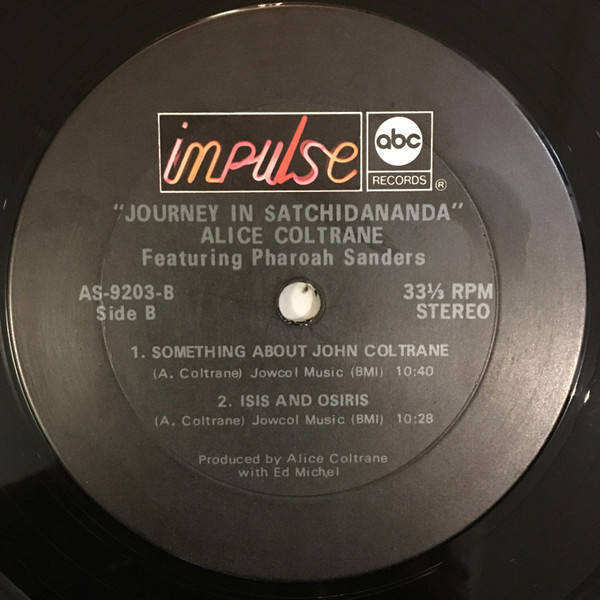 impulse
abc
RECORDS ®
"JOURNEY IN SATCHIDANANDA"
ALICE COLTRANE
Featuring Pharoah Sanders
AS-9203-B
Side B
33⅓ RPM
STEREO
1. SOMETHING ABOUT JOHN COLTRANE
(A. Coltrane) Jowcol Music (BMI) 10:40
2. ISIS AND OSIRIS
(A. Coltrane) Jowcol Music (BMI) 10:28
Produced by Alice Coltrane
with Ed Michel